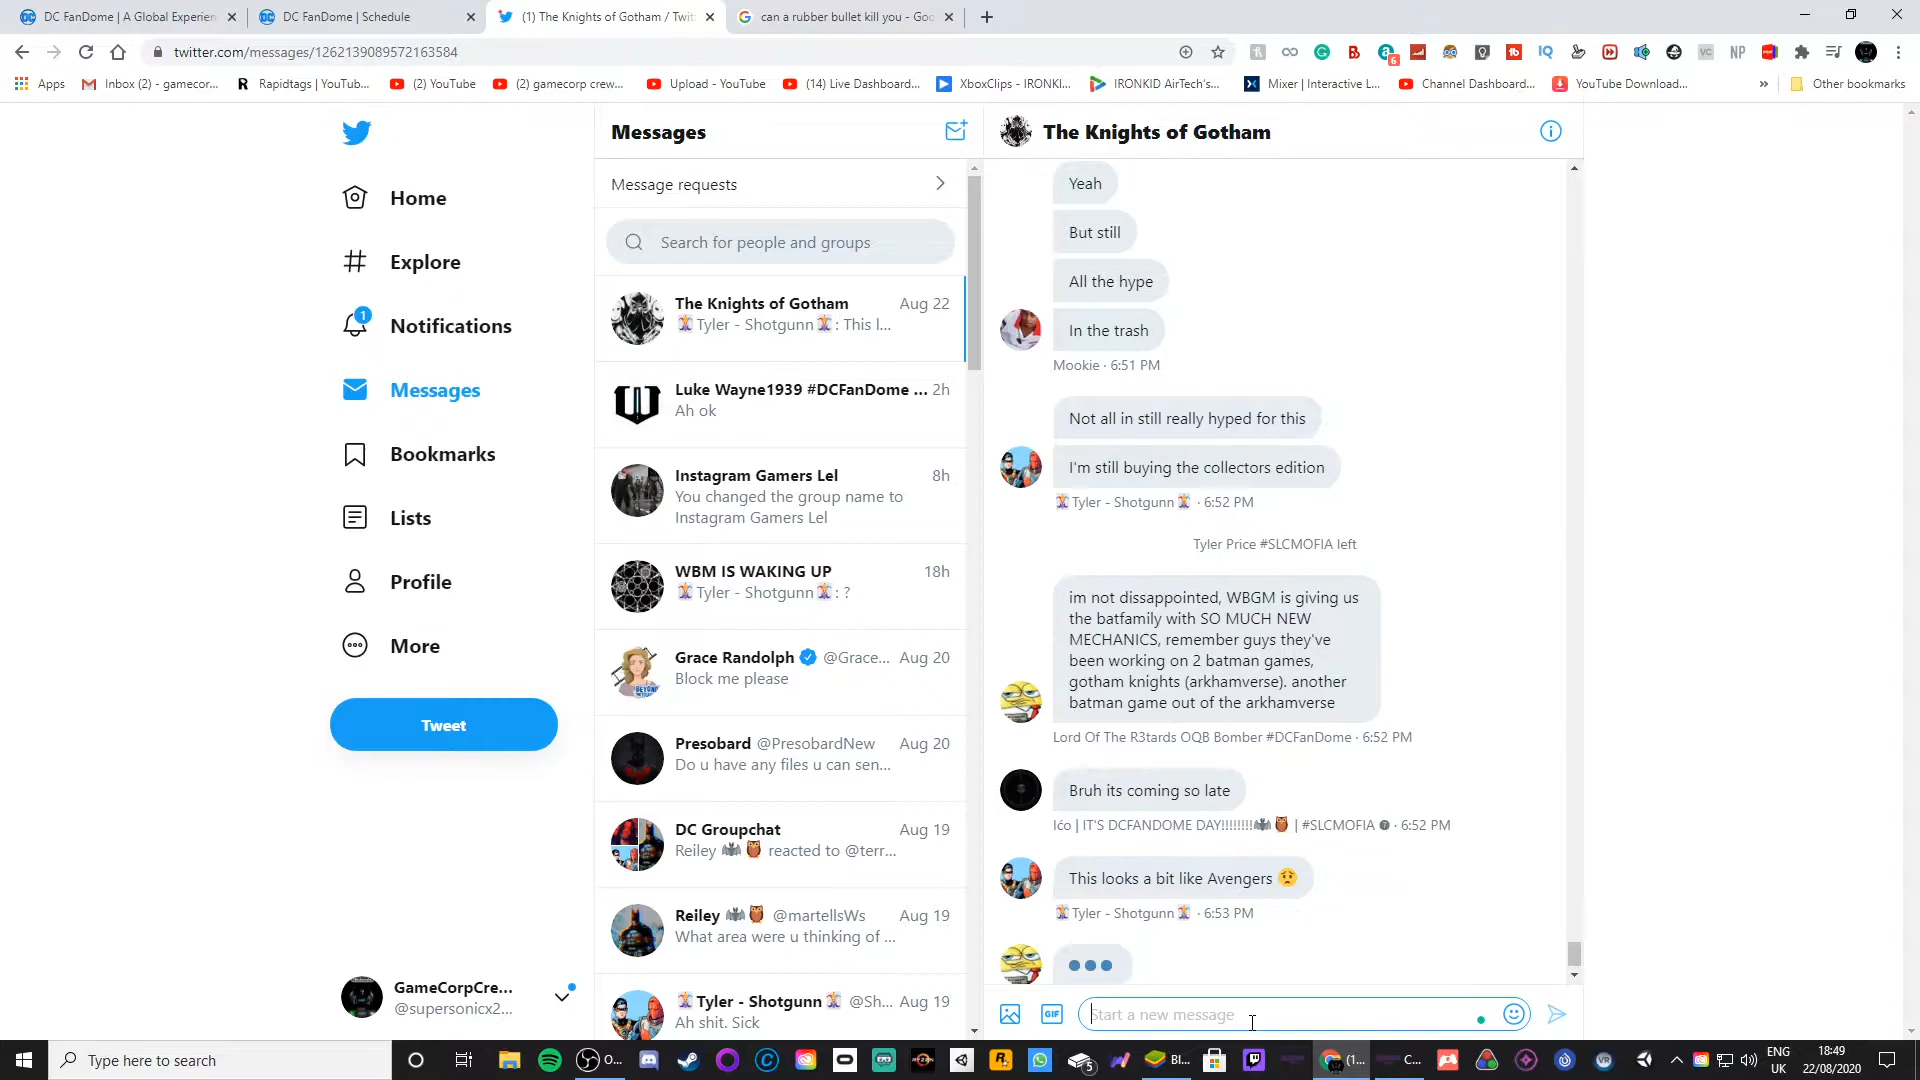 DC FanDome | A Global Experien
DC FanDome | Schedule
(1) The Knights of Gotham / Twit
can a rubber bullet kill you - Goo
twitter.com/messages/1262139089572163584
6
IQ
VC
NP
Apps
Inbox (2) - gamecor...
Rapidtags | YouTub...
(2) YouTube
(2) gamecorp crew...
Upload - YouTube
(14) Live Dashboard...
XboxClips - IRONKI...
IRONKID AirTech's...
Mixer | Interactive L...
Channel Dashboard...
YouTube Download...
»
Other bookmarks
Home
Explore
1
Notifications
Messages
Bookmarks
Lists
Profile
More
Tweet
GameCorpCre...
@supersonicx2...
Messages
Message requests
Search for people and groups
The Knights of Gotham Aug 22
🃏Tyler - Shotgunn🃏: This l...
Luke Wayne1939 #DCFanDome ... 2h
Ah ok
Instagram Gamers Lel 8h
You changed the group name to
Instagram Gamers Lel
WBM IS WAKING UP 18h
🃏Tyler - Shotgunn🃏: ?
Grace Randolph @Grace... Aug 20
Block me please
Presobard @PresobardNew Aug 20
Do u have any files u can sen...
DC Groupchat Aug 19
Reiley 🦇🦉 reacted to @terr...
Reiley 🦇🦉 @martellsWs Aug 19
What area were u thinking of ...
🃏Tyler - Shotgunn🃏 @Sh... Aug 19
Ah shit. Sick
The Knights of Gotham
Yeah
But still
All the hype
In the trash
Mookie · 6:51 PM
Not all in still really hyped for this
I'm still buying the collectors edition
🃏Tyler - Shotgunn🃏 · 6:52 PM
Tyler Price #SLCMOFIA left
im not dissappointed, WBGM is giving us
the batfamily with SO MUCH NEW
MECHANICS, remember guys they've
been working on 2 batman games,
gotham knights (arkhamverse). another
batman game out of the arkhamverse
Lord Of The R3tards OQB Bomber #DCFanDome · 6:52 PM
Bruh its coming so late
Ićo | IT'S DCFANDOME DAY!!!!!!!!🦇🦉 | #SLCMOFIA ❼ · 6:52 PM
This looks a bit like Avengers 😟
🃏Tyler - Shotgunn🃏 · 6:53 PM
GIF
Start a new message
Type here to search
O...
5
Bl...
(1...
C...
ENG
UK
18:49
22/08/2020